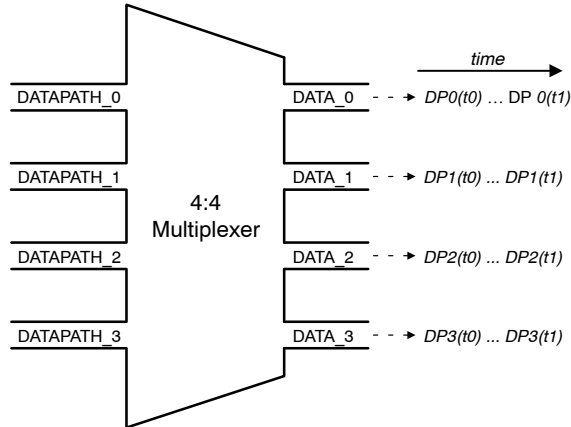 time
DATAPATH_0 DATA_0 DP0(t0) … DP 0(t1)
DATAPATH_1 DATA_1 DP1(t0) ... DP1(t1)
4:4
Multiplexer
DATAPATH_2 DATA_2 DP2(t0) ... DP2(t1)
DATAPATH_3 DATA_3 DP3(t0) ... DP3(t1)